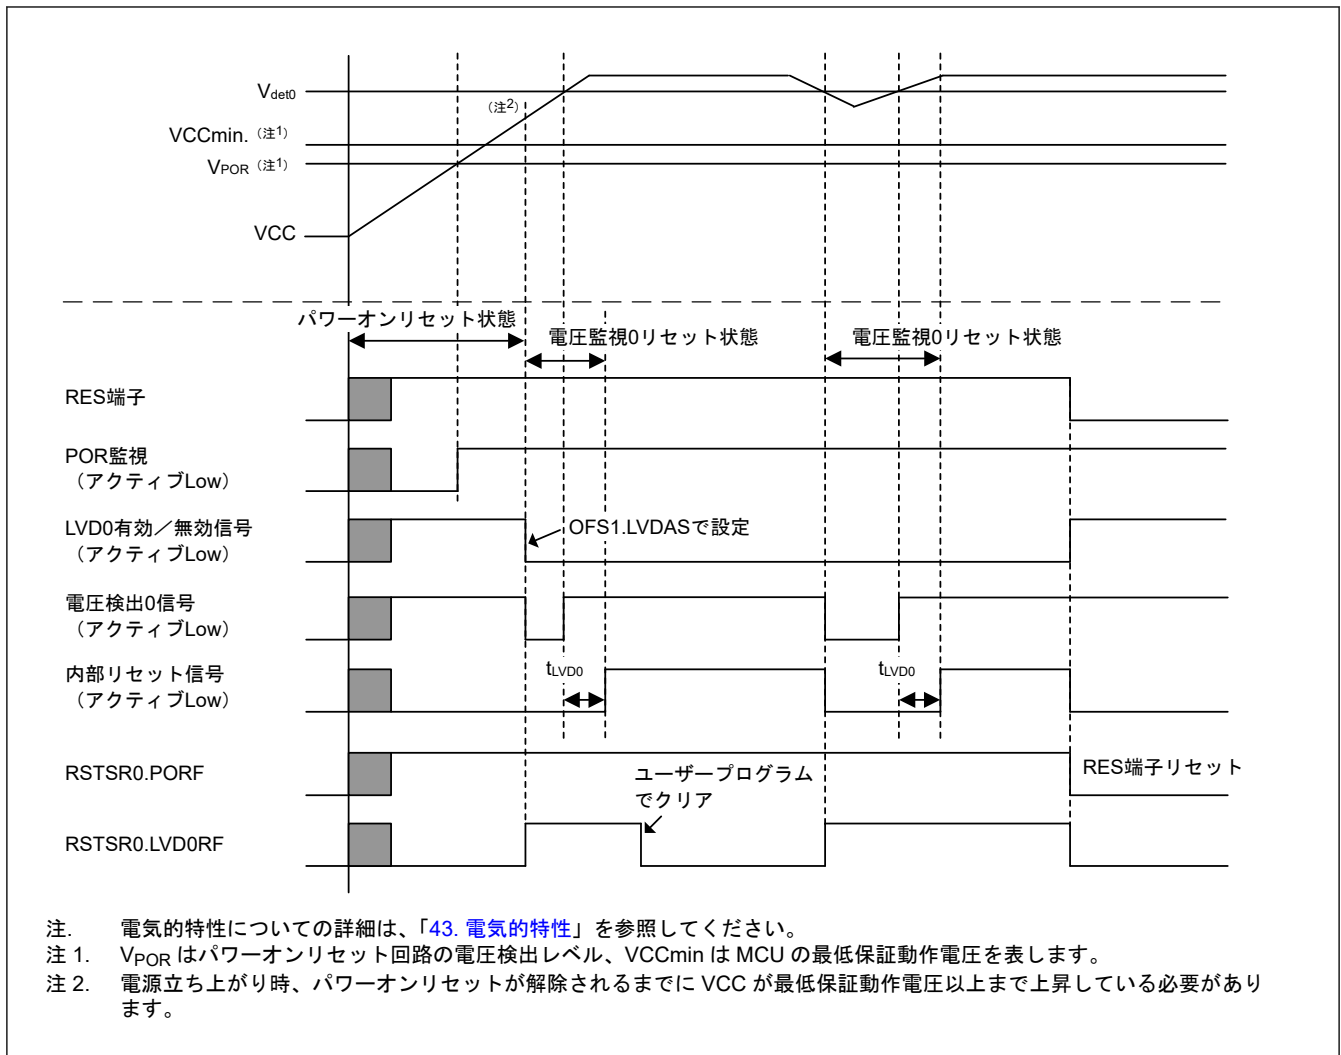 Vdet0
（注2）
VCCmin.（注1）
VPOR（注1）
VCC
パワーオンリセット状態
電圧監視0リセット状態
電圧監視0リセット状態
RES端子
POR監視
（アクティブLow）
LVD0有効／無効信号
（アクティブLow）
OFS1.LVDASで設定
電圧検出0信号
（アクティブLow）
内部リセット信号
（アクティブLow）
tLVD0
tLVD0
RSTSR0.PORF
ユーザープログラム
でクリア
RES端子リセット
RSTSR0.LVD0RF
注. 電気的特性についての詳細は、「43. 電気的特性」を参照してください。
注 1. VPOR はパワーオンリセット回路の電圧検出レベル、VCCmin は MCU の最低保証動作電圧を表します。
注 2. 電源立ち上がり時、パワーオンリセットが解除されるまでに VCC が最低保証動作電圧以上まで上昇している必要があり
ます。